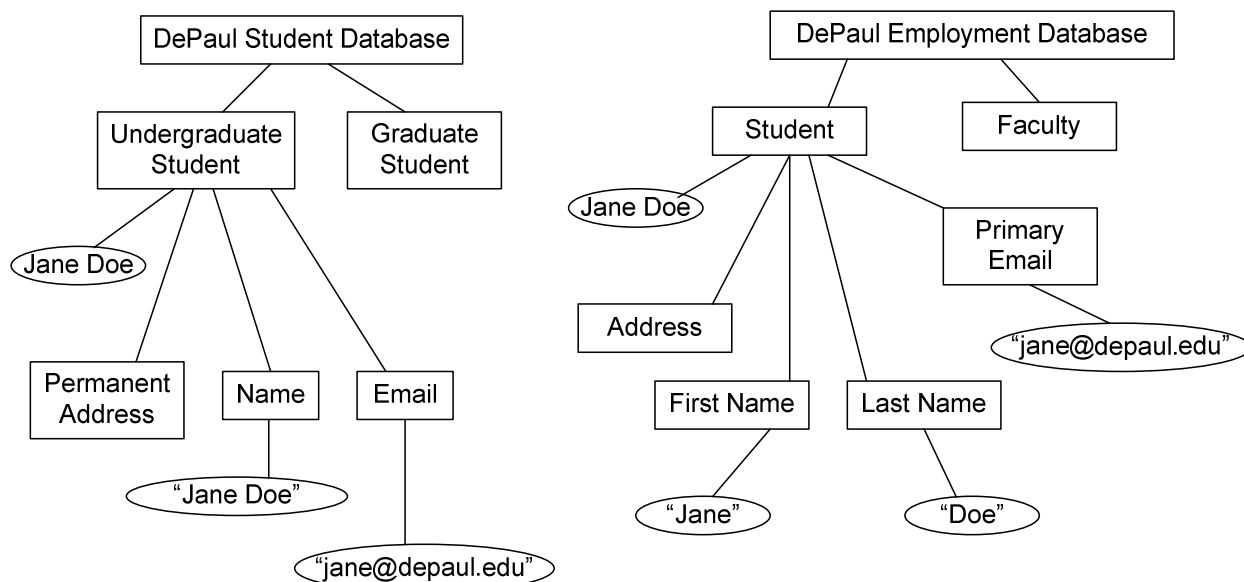 DePaul Student Database
Undergraduate
Student
Graduate
Student
Jane Doe
Permanent
Address
Name
Email
“Jane Doe”
“jane@depaul.edu”
DePaul Employment Database
Student
Faculty
Jane Doe
Primary
Email
Address
“jane@depaul.edu”
First Name
Last Name
“Jane”
“Doe”